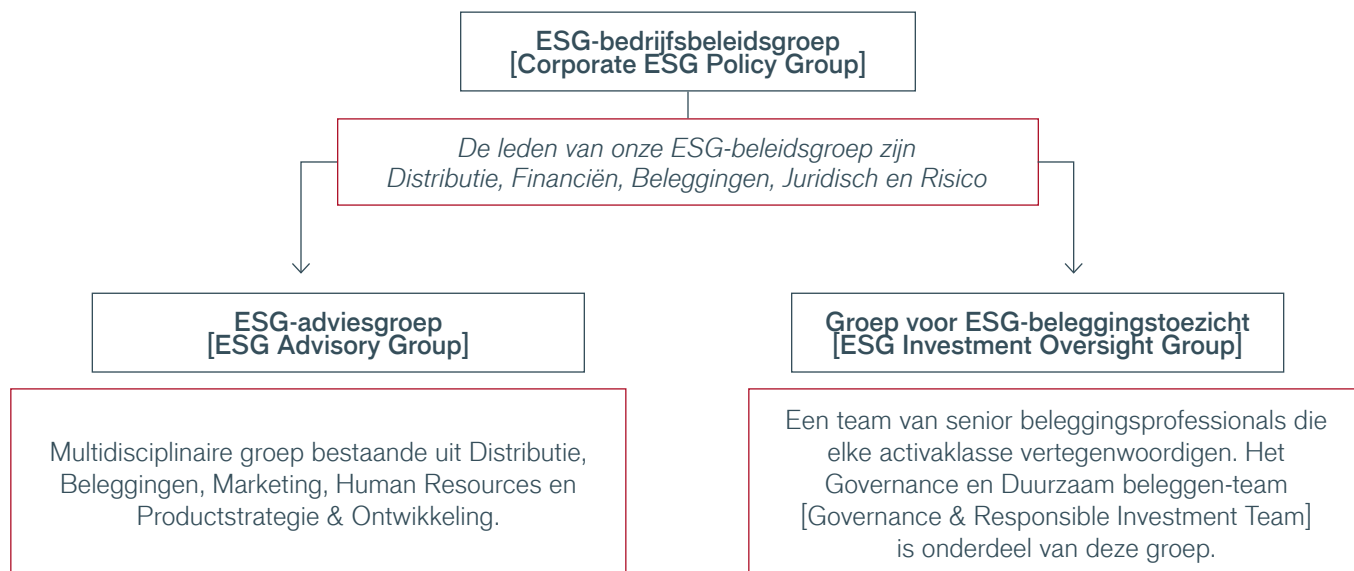 ESG-bedrijfsbeleidsgroep
[Corporate ESG Policy Group]
De leden van onze ESG-beleidsgroep zijn
Distributie, Financiën, Beleggingen, Juridisch en Risico
ESG-adviesgroep
[ESG Advisory Group]
Multidisciplinaire groep bestaande uit Distributie,
Beleggingen, Marketing, Human Resources en
Productstrategie & Ontwikkeling.
Groep voor ESG-beleggingstoezicht
[ESG Investment Oversight Group]
Een team van senior beleggingsprofessionals die
elke activaklasse vertegenwoordigen. Het
Governance en Duurzaam beleggen-team
[Governance & Responsible Investment Team]
is onderdeel van deze groep.